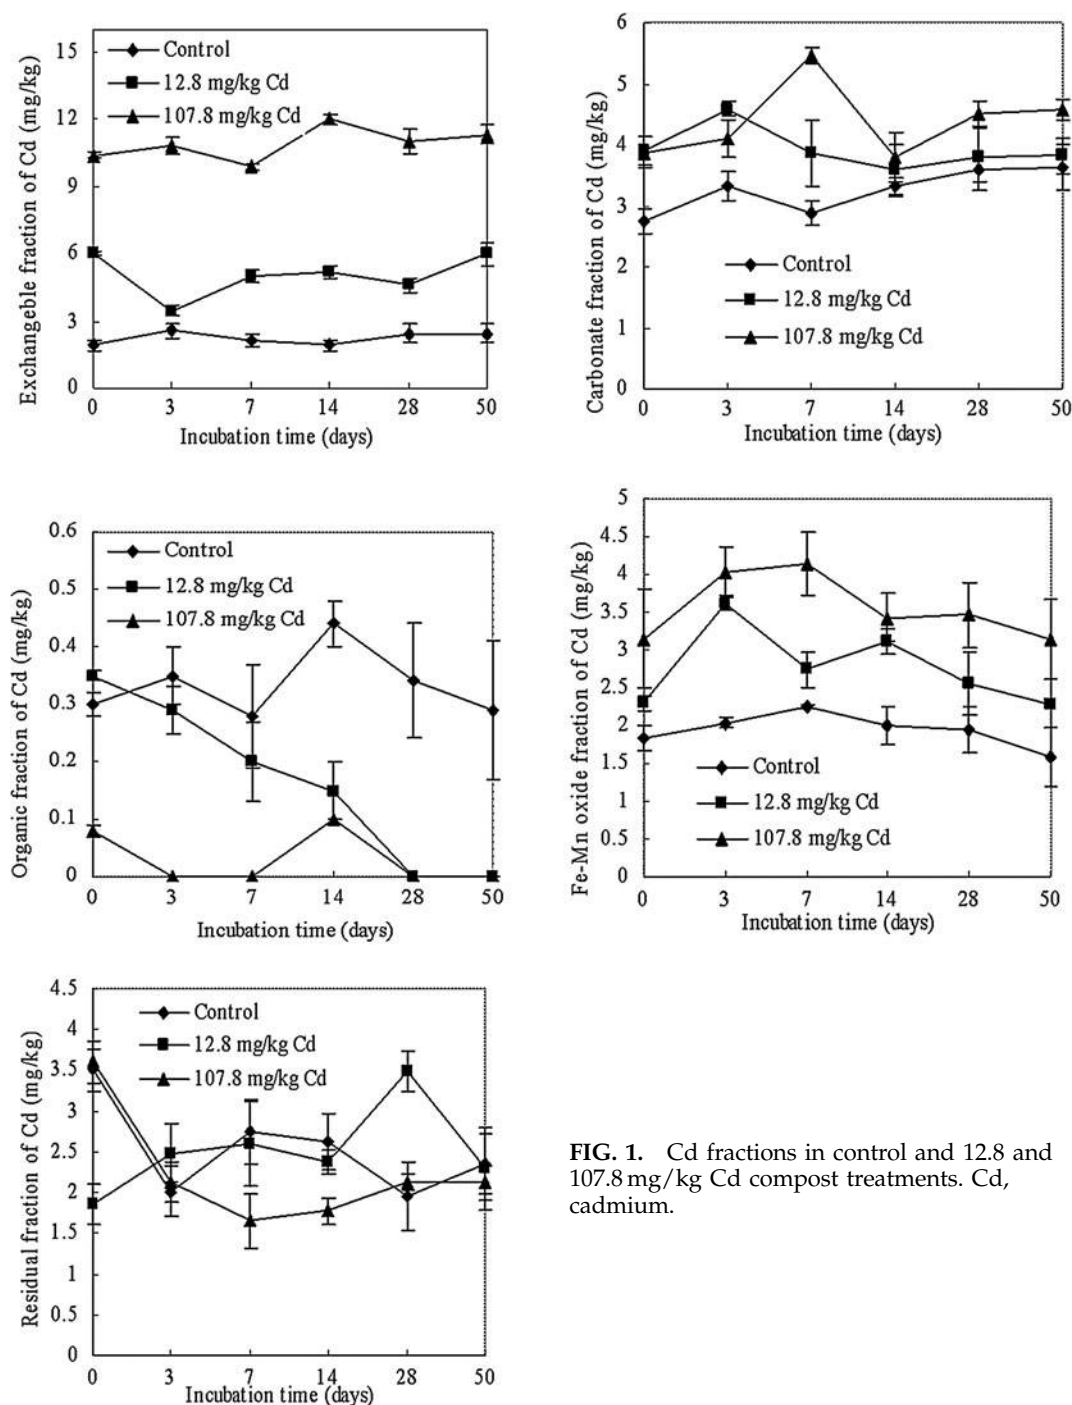 Exchangeble fraction of Cd (mg/kg)
15
12
9
6
3
0
Control
12.8 mg/kg Cd
107.8 mg/kg Cd
0 3 7 14 28 50
Incubation time (days)
Carbonate fraction of Cd (mg/kg)
6
5
4
3
2
1
0
Control
12.8 mg/kg Cd
107.8 mg/kg Cd
0 3 7 14 28 50
Incubation time (days)
Organic fraction of Cd (mg/kg)
0.6
0.5
0.4
0.3
0.2
0.1
0
Control
12.8 mg/kg Cd
107.8 mg/kg Cd
0 3 7 14 28 50
Incubation time (days)
Fe-Mn oxide fraction of Cd (mg/kg)
5
4.5
4
3.5
3
2.5
2
1.5
1
0.5
0
Control
12.8 mg/kg Cd
107.8 mg/kg Cd
0 3 7 14 28 50
Incubation time (days)
Residual fraction of Cd (mg/kg)
4.5
4
3.5
3
2.5
2
1.5
1
0.5
0
Control
12.8 mg/kg Cd
107.8 mg/kg Cd
0 3 7 14 28 50
Incubation time (days)
FIG. 1. Cd fractions in control and 12.8 and
107.8 mg/kg Cd compost treatments. Cd,
cadmium.